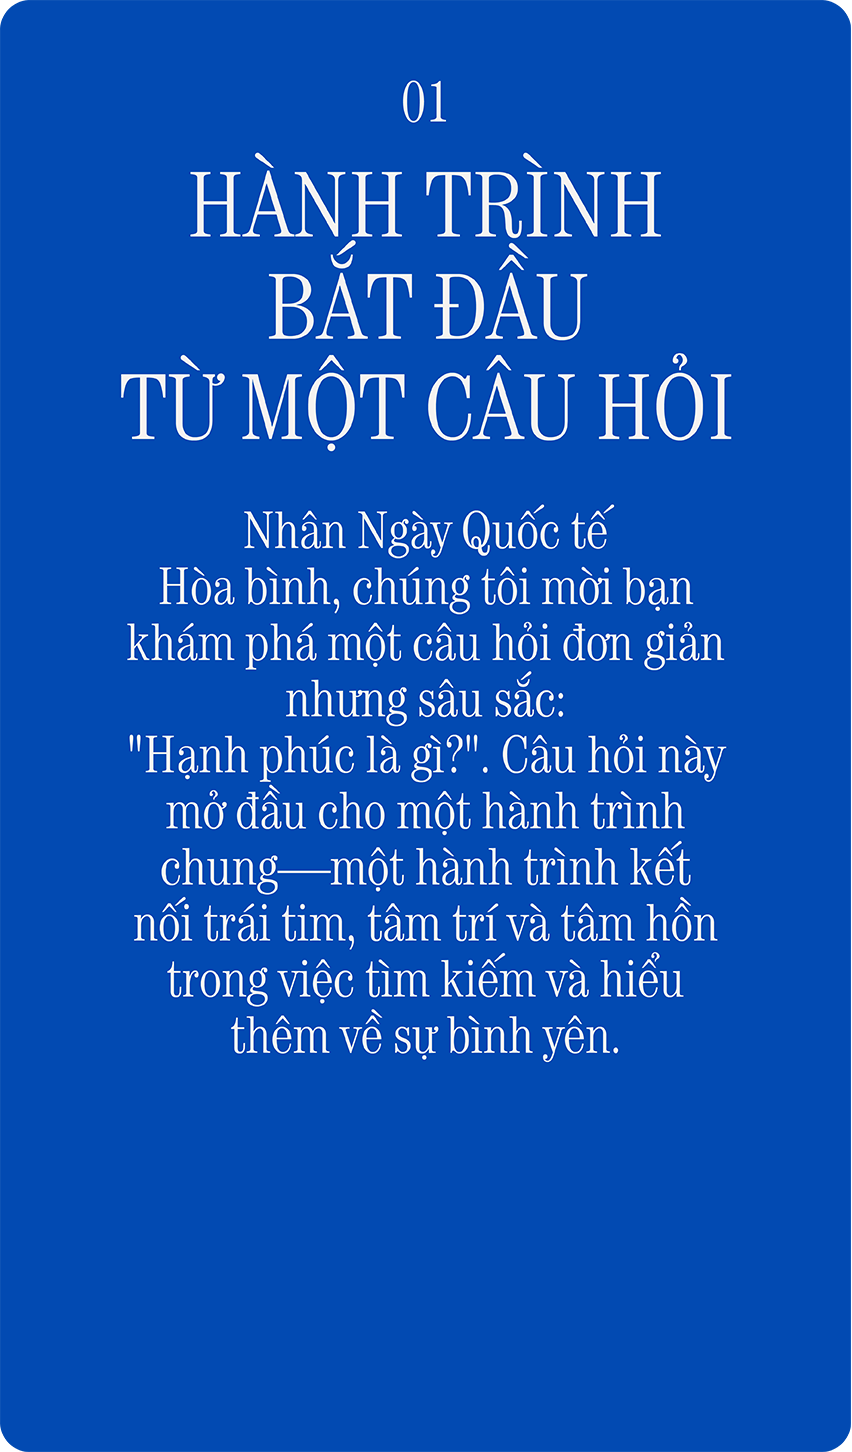 01
HÀNH TRÌNH
BẮT ĐẦU
TỪ MỘT CÂU HỎI
Nhân Ngày Quốc tế
Hòa bình, chúng tôi mời bạn
khám phá một câu hỏi đơn giản
nhưng sâu sắc:
"Hạnh phúc là gì?". Câu hỏi này
mở đầu cho một hành trình
chung—một hành trình kết
nối trái tim, tâm trí và tâm hồn
trong việc tìm kiếm và hiểu
thêm về sự bình yên.